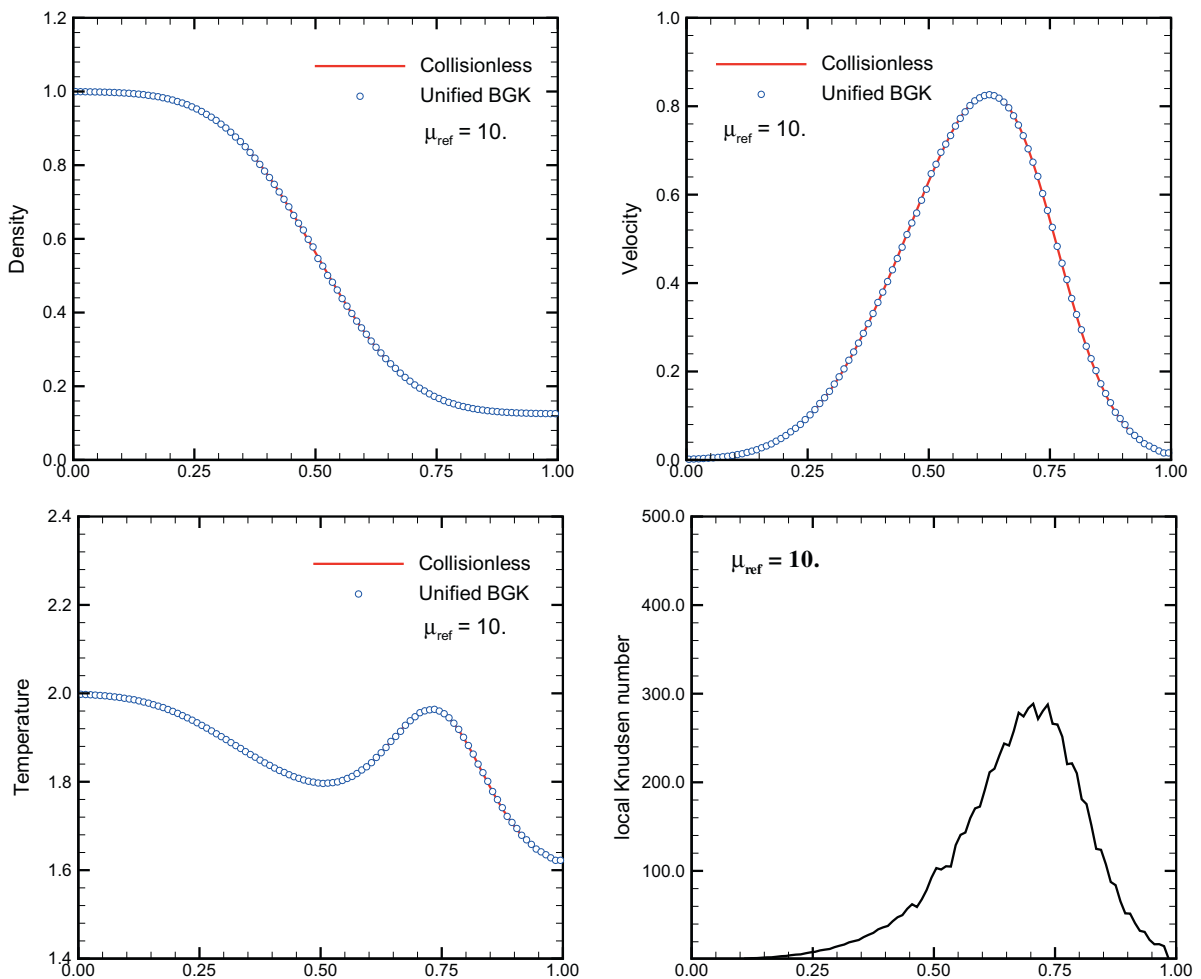 1.2
1.0
0.8
0.6
0.4
0.2
0.0
Density
Collisionless
Unified BGK
μref = 10.
0.00 0.25 0.50 0.75 1.00
1.0
0.8
0.6
0.4
0.2
0.0
Velocity
Collisionless
Unified BGK
μref = 10.
0.00 0.25 0.50 0.75 1.00
2.4
2.2
2.0
1.8
1.6
1.4
Temperature
Collisionless
Unified BGK
μref = 10.
0.00 0.25 0.50 0.75 1.00
500.0
400.0
300.0
200.0
100.0
local Knudsen number
μref = 10.
0.00 0.25 0.50 0.75 1.00